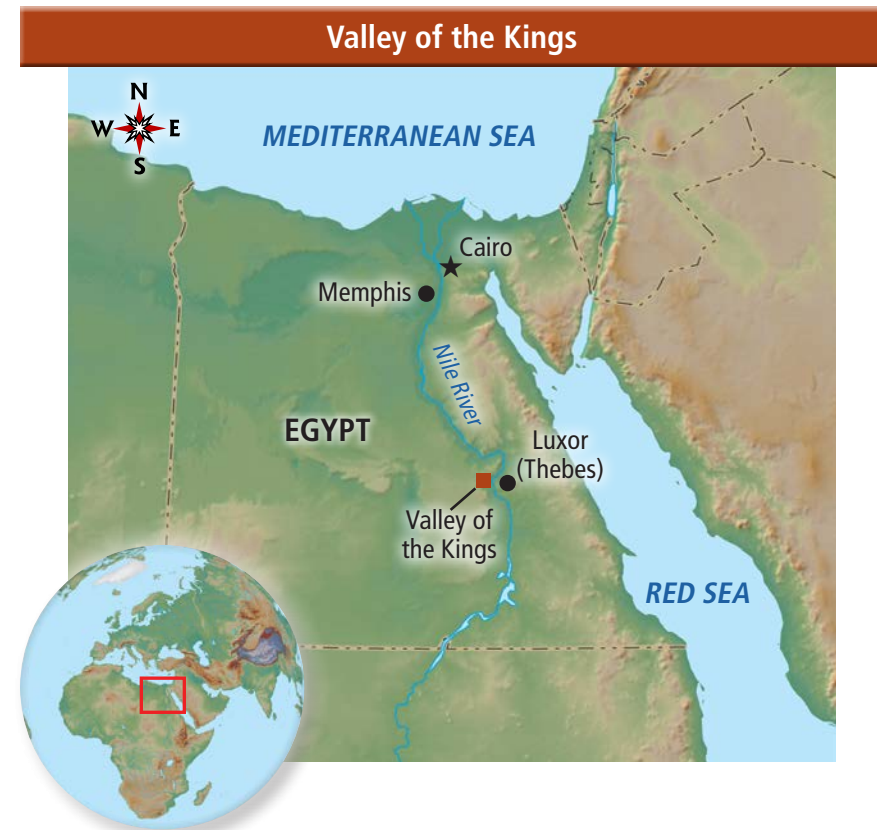 Valley of the Kings
N
W
E
S
MEDITERRANEAN SEA
Cairo
Memphis
Nile River
EGYPT
Luxor
(Thebes)
Valley of
the Kings
RED SEA